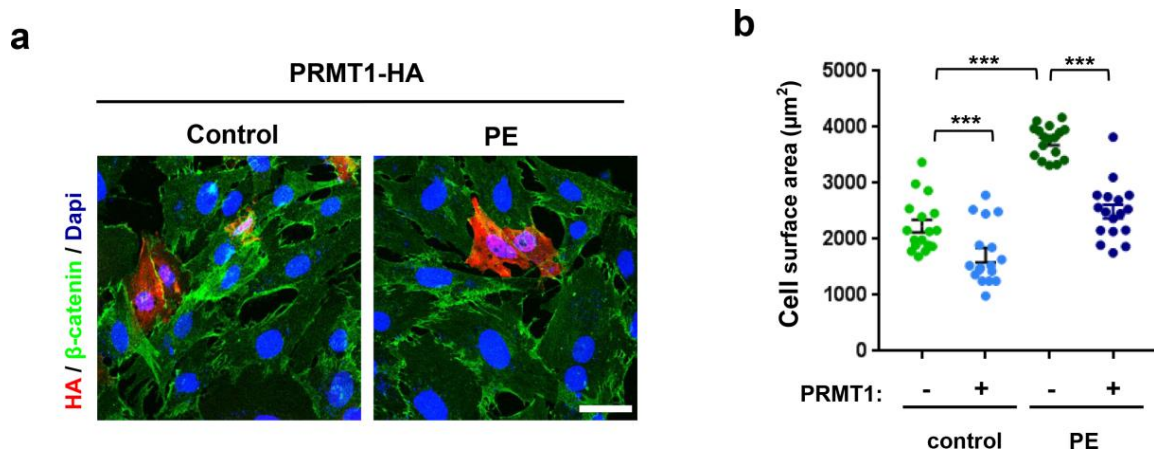 a
PRMT1-HA
Control PE
HA / β-catenin / Dapi
b
*** ***
***
Cell surface area (µm²)
5000
4000
3000
2000
1000
0
PRMT1: - + - +
control PE